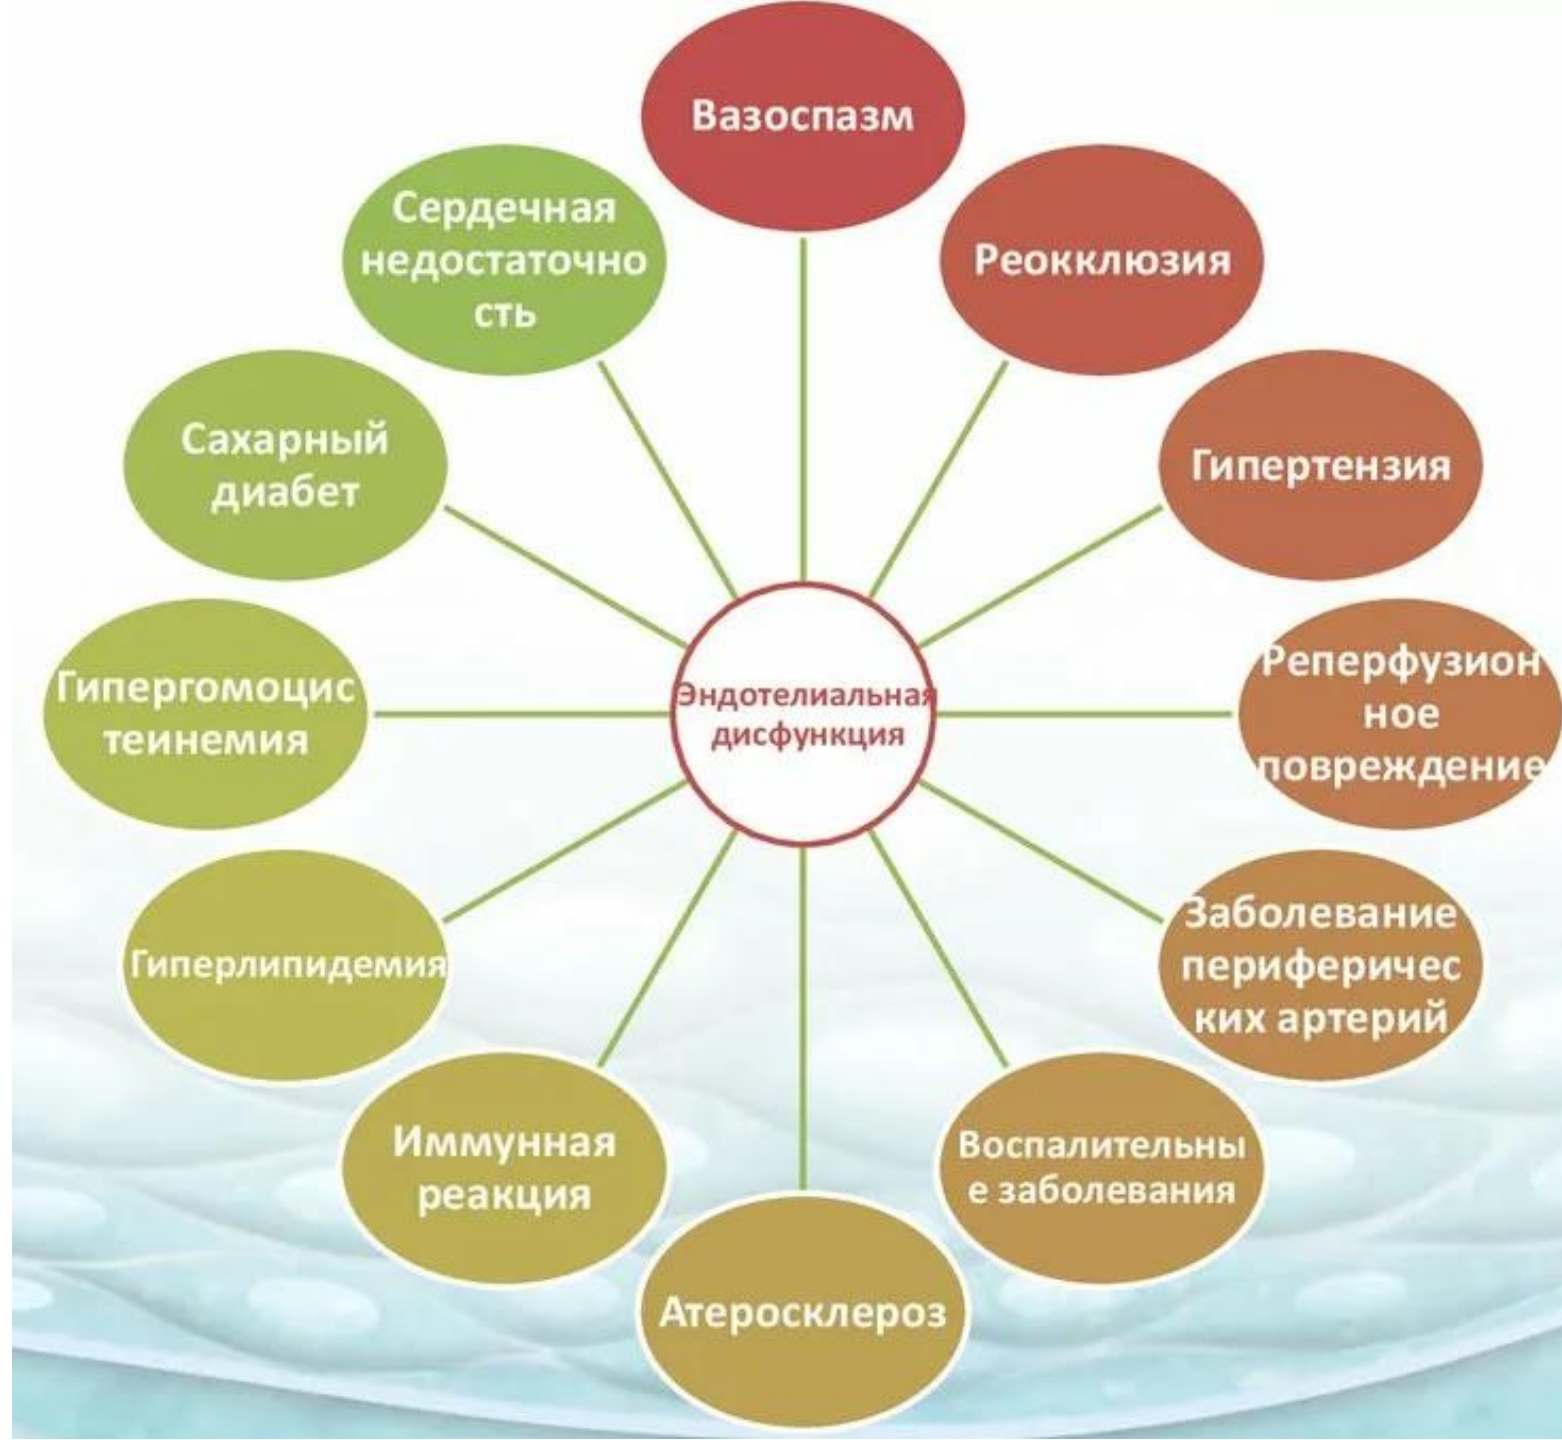 Вазоспазм
Сердечная
недостаточно
сть
Реокклюзия
Сахарный
диабет
Гипертензия
Гипергомоцис
теинемия
Эндотелиальная
дисфункция
Реперфузион
ное
повреждение
Гиперлипидемия
Заболевание
периферичес
ких артерий
Иммунная
реакция
Воспалительны
е заболевания
Атеросклероз